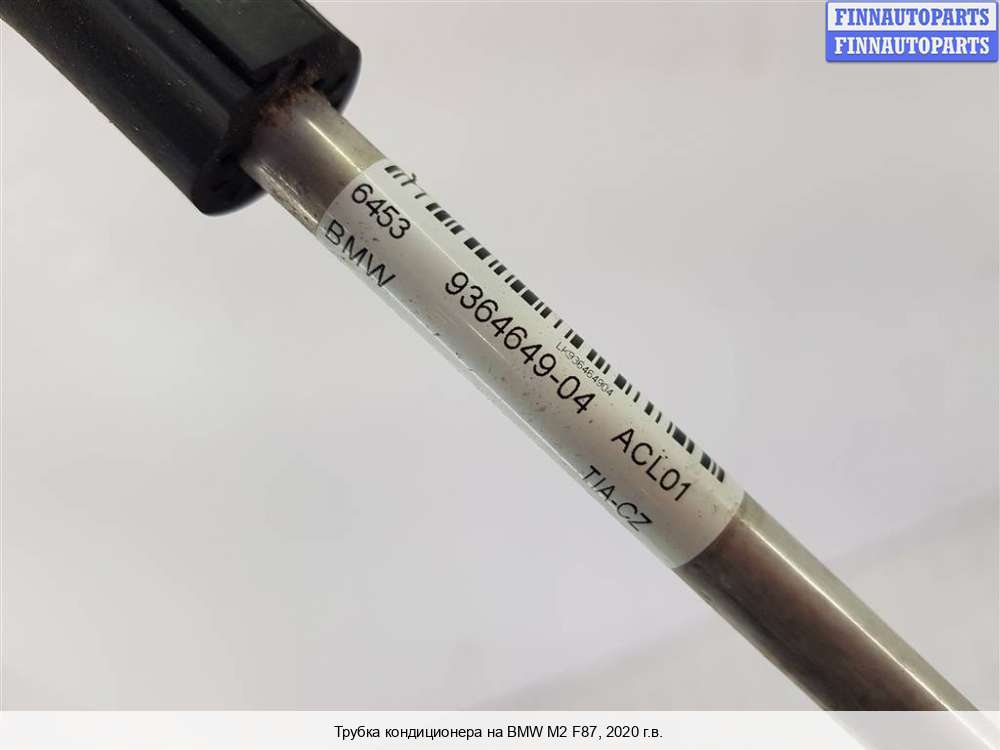 FINNAUTOPARTS
FINNAUTOPARTS
6453
BMW
9364649-04
LK936464904
ACL01
TIA-CZ
Трубка кондиционера на BMW M2 F87, 2020 г.в.